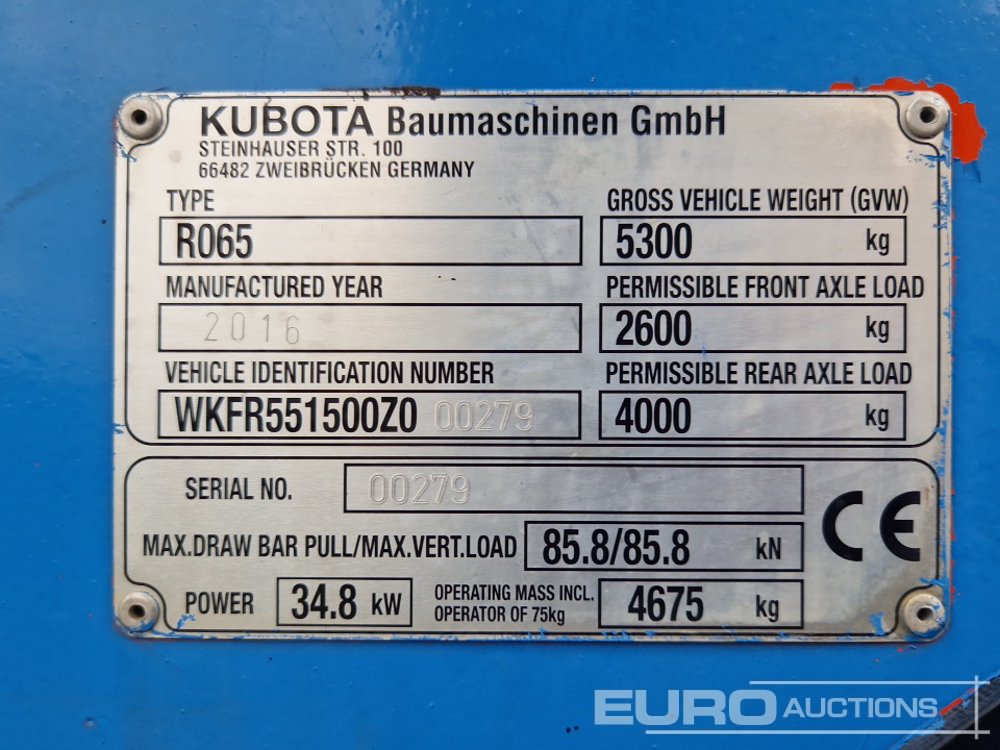 KUBOTA Baumaschinen GmbH
STEINHAUSER STR. 100
66482 ZWEIBRÜCKEN GERMANY
TYPE
R065
MANUFACTURED YEAR
2016
VEHICLE IDENTIFICATION NUMBER
WKFR551500Z0 00279
GROSS VEHICLE WEIGHT (GVW)
5300 kg
PERMISSIBLE FRONT AXLE LOAD
2600 kg
PERMISSIBLE REAR AXLE LOAD
4000 kg
SERIAL NO. 00279
MAX.DRAW BAR PULL/MAX.VERT.LOAD 85.8/85.8 kN
POWER 34.8 kW
OPERATING MASS INCL.
OPERATOR OF 75kg
4675 kg
CE
EURO AUCTIONS